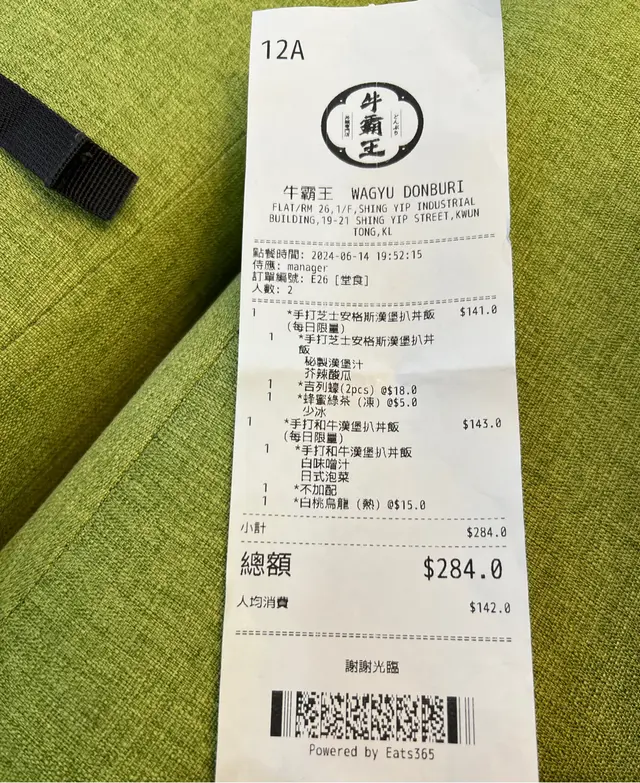 12A
牛霸王
どんぶり
牛霸王 WAGYU DONBURI
FLAT/RM 26,1/F,SHING YIP INDUSTRIAL
BUILDING,19-21 SHING YIP STREET,KWUN
TONG,KL
點餐時間: 2024-06-14 19:52:15
侍應: manager
訂單編號: E26 [堂食]
人數: 2
1 *手打芝士安格斯漢堡扒丼飯 $141.0
(每日限量)
1 *手打芝士安格斯漢堡扒丼
飯
秘製漢堡汁
芥辣酸瓜
1 *吉列蠔(2pcs) @$18.0
1 *蜂蜜綠茶 (凍) @$5.0
少冰
1 *手打和牛漢堡扒丼飯 $143.0
(每日限量)
1 *手打和牛漢堡扒丼飯
白味噌汁
日式泡菜
1 *不加配
1 *白桃烏龍 (熱) @$15.0
小計 $284.0
總額 $284.0
人均消費 $142.0
謝謝光臨
Powered by Eats365